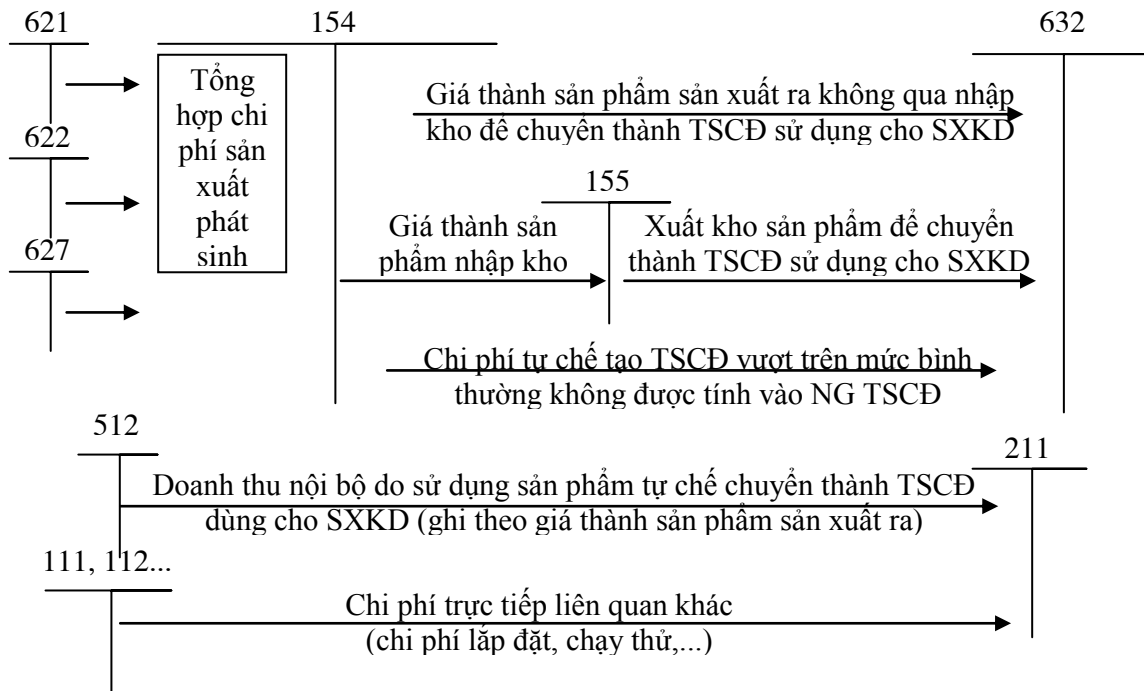 621
154
632
Tổng
hợp chi
phí sản
xuất
phát
sinh
Giá thành sản phẩm sản xuất ra không qua nhập
kho để chuyển thành TSCĐ sử dụng cho SXKD
622
155
Giá thành sản
phẩm nhập kho
Xuất kho sản phẩm để chuyển
thành TSCĐ sử dụng cho SXKD
627
Chi phí tự chế tạo TSCĐ vượt trên mức bình
thường không được tính vào NG TSCĐ
512
211
Doanh thu nội bộ do sử dụng sản phẩm tự chế chuyển thành TSCĐ
dùng cho SXKD (ghi theo giá thành sản phẩm sản xuất ra)
111, 112...
Chi phí trực tiếp liên quan khác
(chi phí lắp đặt, chạy thử,...)